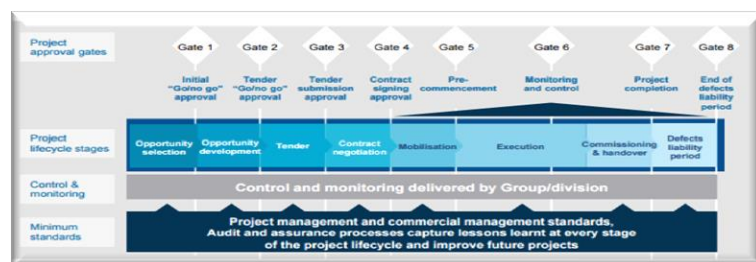 Project
approval gates
Gate 1
Gate 2
Gate 3
Gate 4
Gate 5
Gate 6
Gate 7
Gate 8
Initial
"Go/no go"
approval
Tender
"Go/no go"
approval
Tender
submission
approval
Contract
signing
approval
Pre-
commencement
Monitoring
and control
Project
completion
End of
defects
liability
period
Project
lifecycle stages
Opportunity
selection
Opportunity
development
Tender
Contract
negotiation
Mobilisation
Execution
Commissioning
& handover
Defects
liability
period
Control &
monitoring
Control and monitoring delivered by Group/division
Minimum
standards
Project management and commercial management standards,
Audit and assurance processes capture lessons learnt at every stage
of the project lifecycle and improve future projects